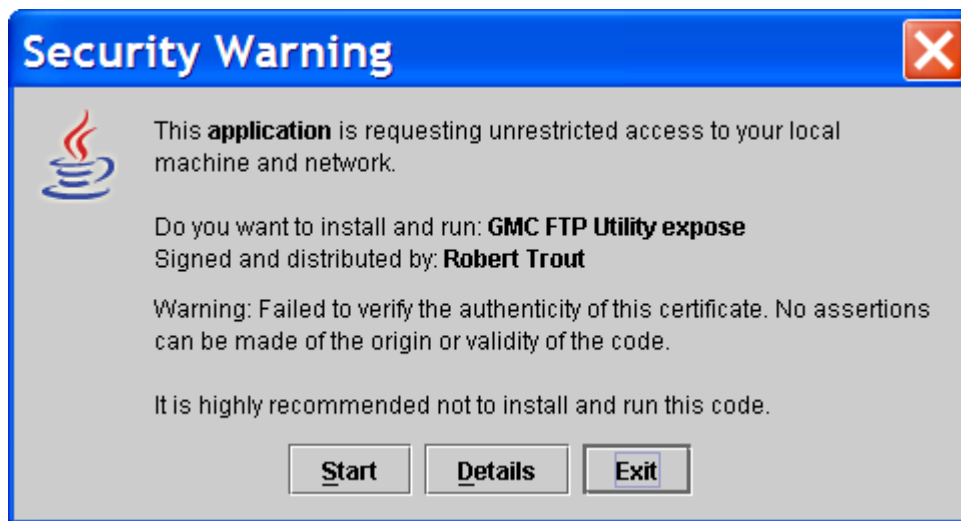 Security Warning
This application is requesting unrestricted access to your local
machine and network.
Do you want to install and run: GMC FTP Utility expose
Signed and distributed by: Robert Trout
Warning: Failed to verify the authenticity of this certificate. No assertions
can be made of the origin or validity of the code.
It is highly recommended not to install and run this code.
Start Details Exit